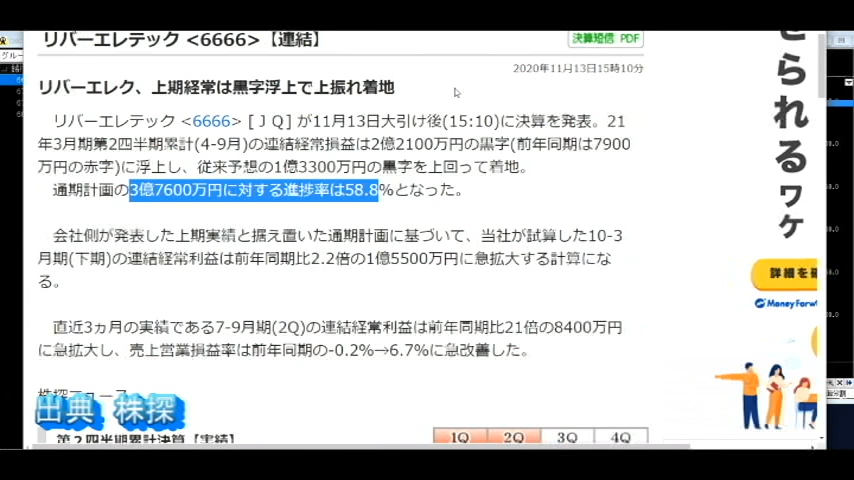 リバーエレテック <6666>【連結】
決算短信 PDF
2020年11月13日15時10分
リバーエレク、上期経常は黒字浮上で上振れ着地
リバーエレテック <6666> [ＪＱ] が11月13日大引け後(15:10)に決算を発表。21
年3月期第2四半期累計(4-9月)の連結経常損益は2億2100万円の黒字(前年同期は7900
万円の赤字)に浮上し、従来予想の1億3300万円の黒字を上回って着地。
通期計画の3億7600万円に対する進捗率は58.8%となった。
会社側が発表した上期実績と据え置いた通期計画に基づいて、当社が試算した10-3
月期(下期)の連結経常利益は前年同期比2.2倍の1億5500万円に急拡大する計算にな
る。
直近3ヵ月の実績である7-9月期(2Q)の連結経常利益は前年同期比21倍の8400万円
に急拡大し、売上営業損益率は前年同期の-0.2%→6.7%に急改善した。
株探ニュース
出典 株探
第２四半期累計決算【実績】
1Q 2Q 3Q 4Q
られるワケ
詳細を
Money Forw